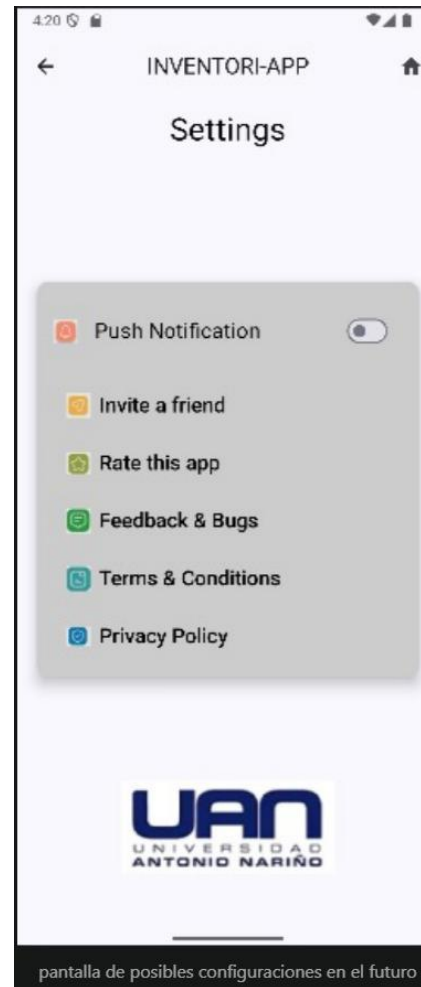 4:20
INVENTORI-APP
Settings
Push Notification
Invite a friend
Rate this app
Feedback & Bugs
Terms & Conditions
Privacy Policy
UAN
UNIVERSIDAD
ANTONIO NARIÑO
pantalla de posibles configuraciones en el futuro